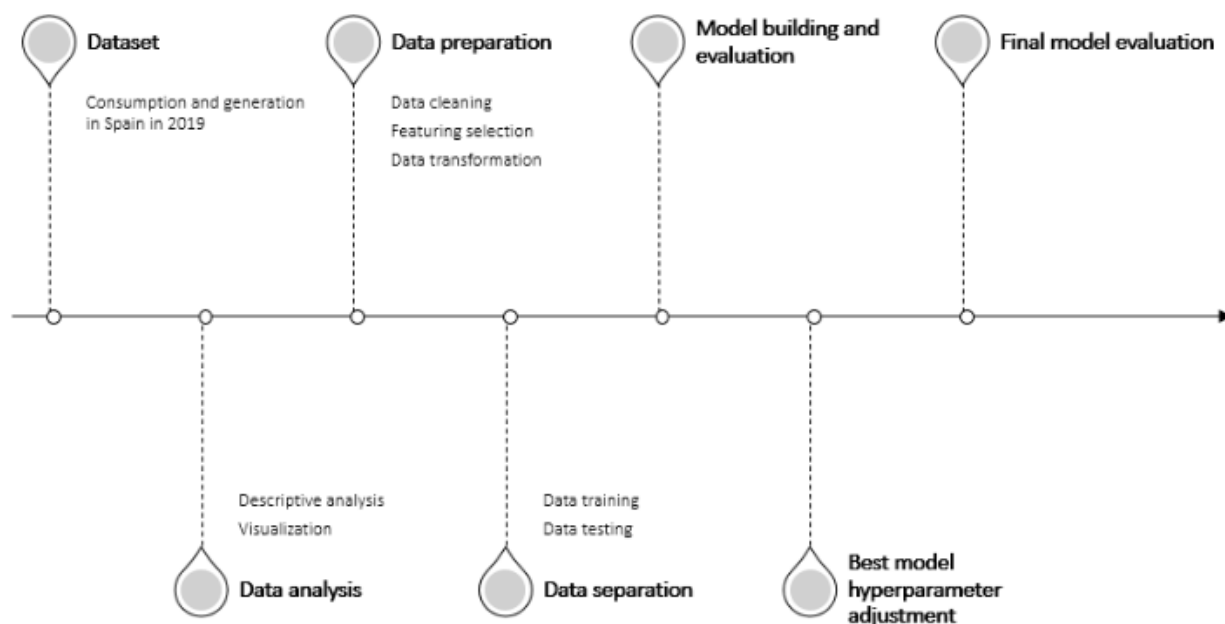 Dataset
Consumption and generation
in Spain in 2019
Data preparation
Data cleaning
Featuring selection
Data transformation
Model building and
evaluation
Final model evaluation
Descriptive analysis
Visualization
Data analysis
Data training
Data testing
Data separation
Best model
hyperparameter
adjustment